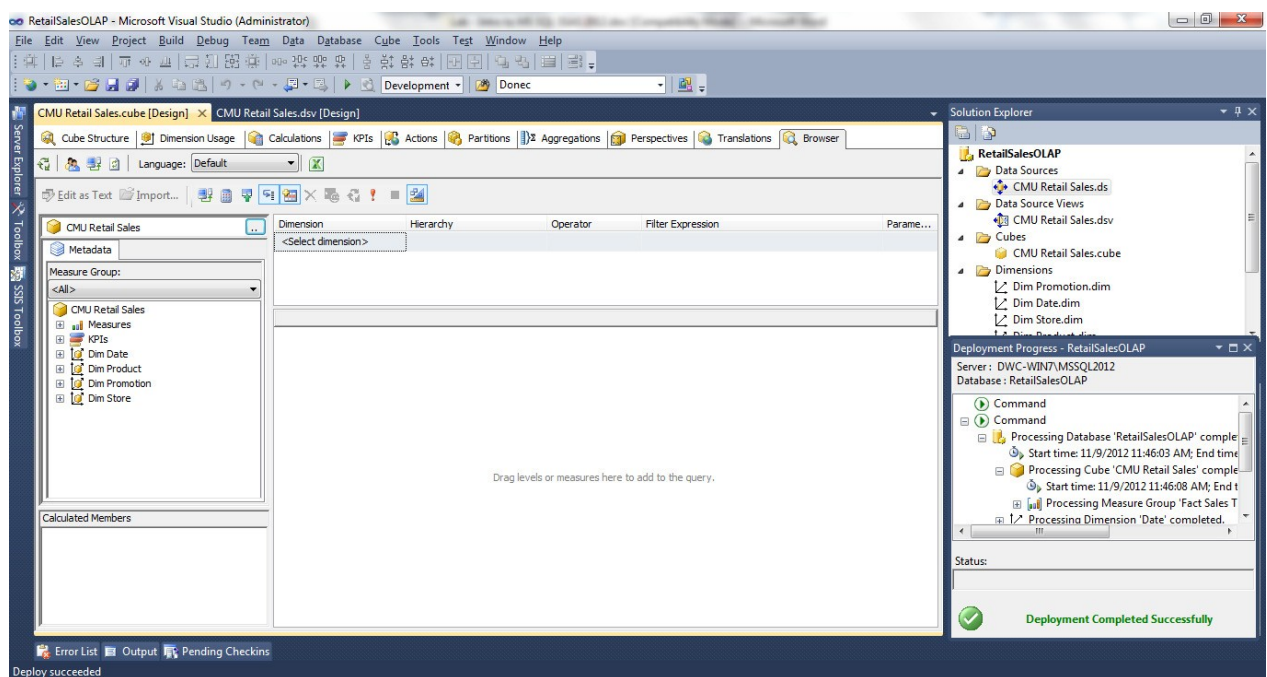 RetailSalesOLAP - Microsoft Visual Studio (Administrator)
File Edit View Project Build Debug Team Data Database Cube Tools Test Window Help
Development Donec
CMU Retail Sales.cube [Design] CMU Retail Sales.dsv [Design]
Cube Structure Dimension Usage Calculations KPIs Actions Partitions Aggregations Perspectives Translations Browser
Language: Default
Edit as Text Import...
CMU Retail Sales ..
Metadata
Measure Group:
<All>
CMU Retail Sales
Measures
KPIs
Dim Date
Dim Product
Dim Promotion
Dim Store
Calculated Members
Dimension Hierarchy Operator Filter Expression Parame...
<Select dimension>
Drag levels or measures here to add to the query.
Server Explorer
Toolbox
SSIS Toolbox
Solution Explorer
RetailSalesOLAP
Data Sources
CMU Retail Sales.ds
Data Source Views
CMU Retail Sales.dsv
Cubes
CMU Retail Sales.cube
Dimensions
Dim Promotion.dim
Dim Date.dim
Dim Store.dim
Dim Product.dim
Deployment Progress - RetailSalesOLAP
Server : DWC-WIN7\MSSQL2012
Database : RetailSalesOLAP
Command
Command
Processing Database 'RetailSalesOLAP' comple
Start time: 11/9/2012 11:46:03 AM; End time
Processing Cube 'CMU Retail Sales' comple
Start time: 11/9/2012 11:46:08 AM; End t
Processing Measure Group 'Fact Sales T
Processing Dimension 'Date' completed.
Status:
Deployment Completed Successfully
Error List Output Pending Checkins
Deploy succeeded